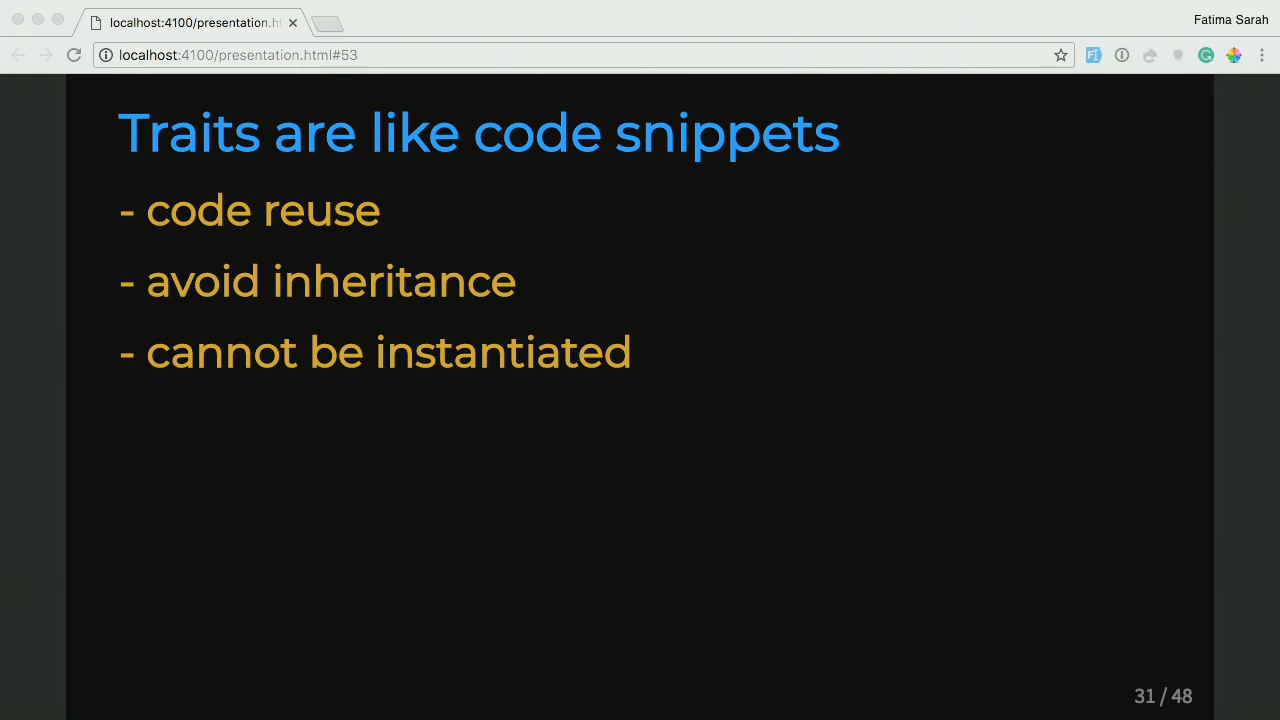 localhost:4100/presentation.ht
Fatima Sarah
localhost:4100/presentation.html#53
Traits are like code snippets
- code reuse
- avoid inheritance
- cannot be instantiated
31 / 48